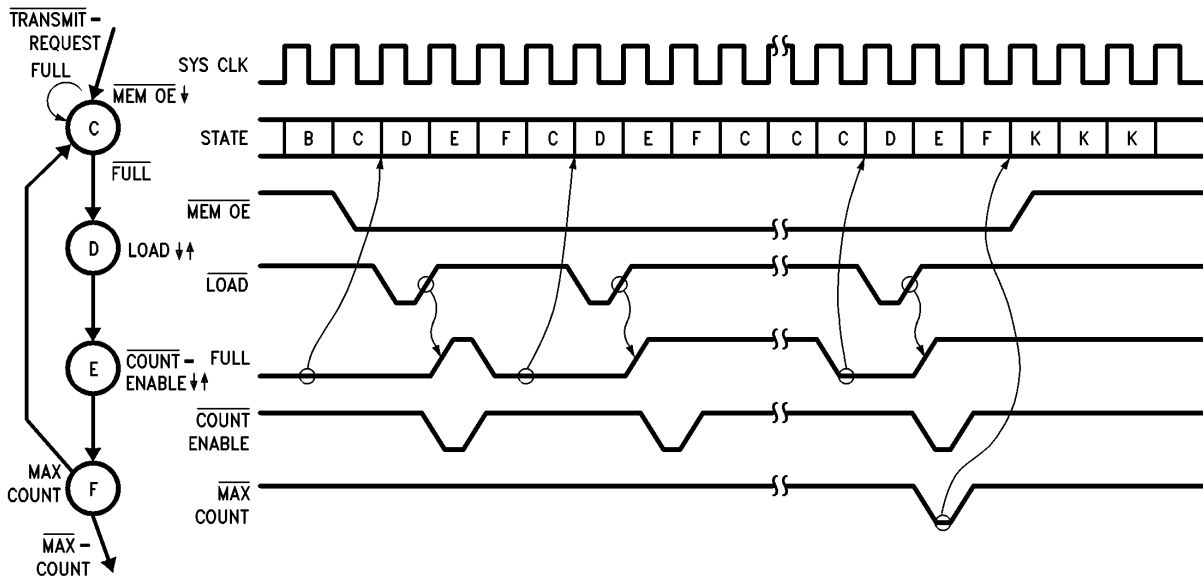 TRANSMIT-
REQUEST
FULL
MEM OE↓
C
FULL
D
LOAD↓↑
E
COUNT-
ENABLE↓↑
MAX
COUNT
F
MAX-
COUNT
SYS CLK
STATE B C D E F C D E F C C C D E F K K K
MEM OE
LOAD
FULL
COUNT
ENABLE
MAX
COUNT